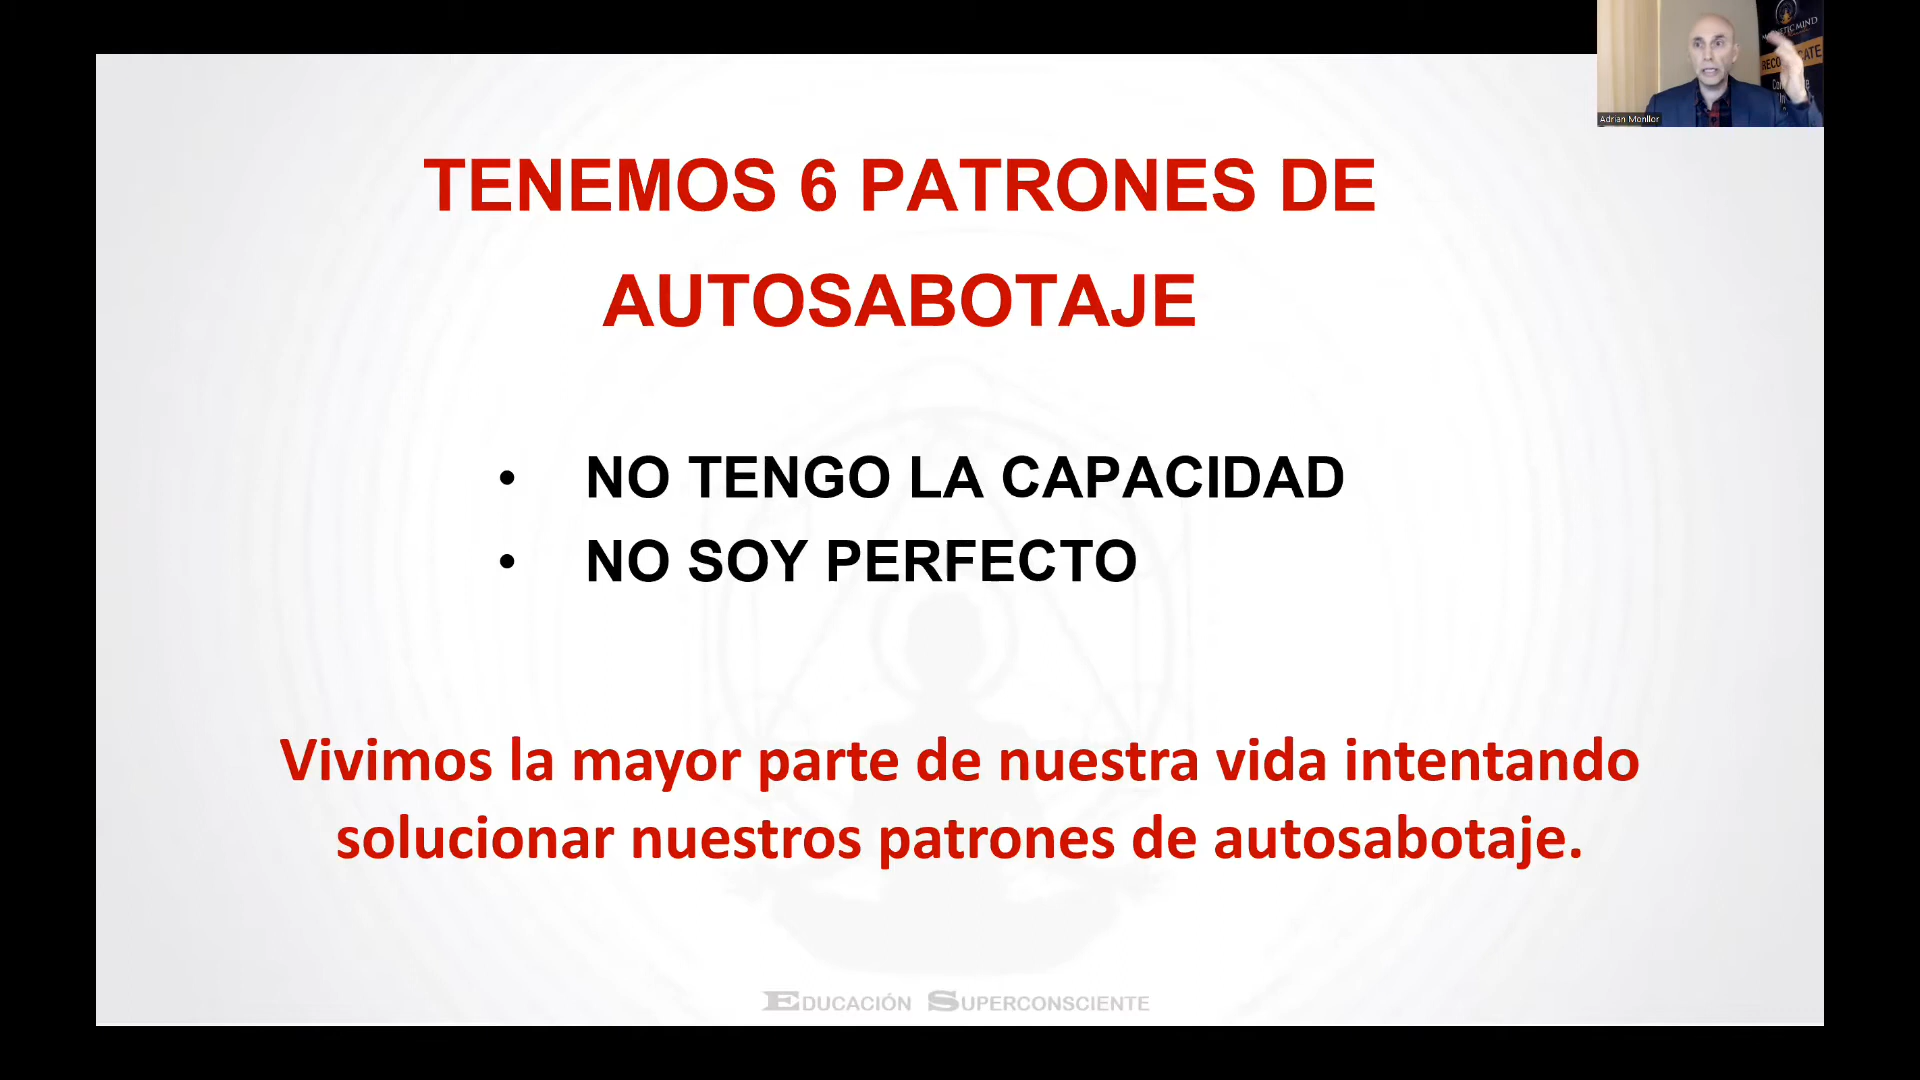 TENEMOS 6 PATRONES DE
AUTOSABOTAJE
• NO TENGO LA CAPACIDAD
• NO SOY PERFECTO
Vivimos la mayor parte de nuestra vida intentando
solucionar nuestros patrones de autosabotaje.
EDUCACIÓN SUPERCONSCIENTE
Adrian Monllor